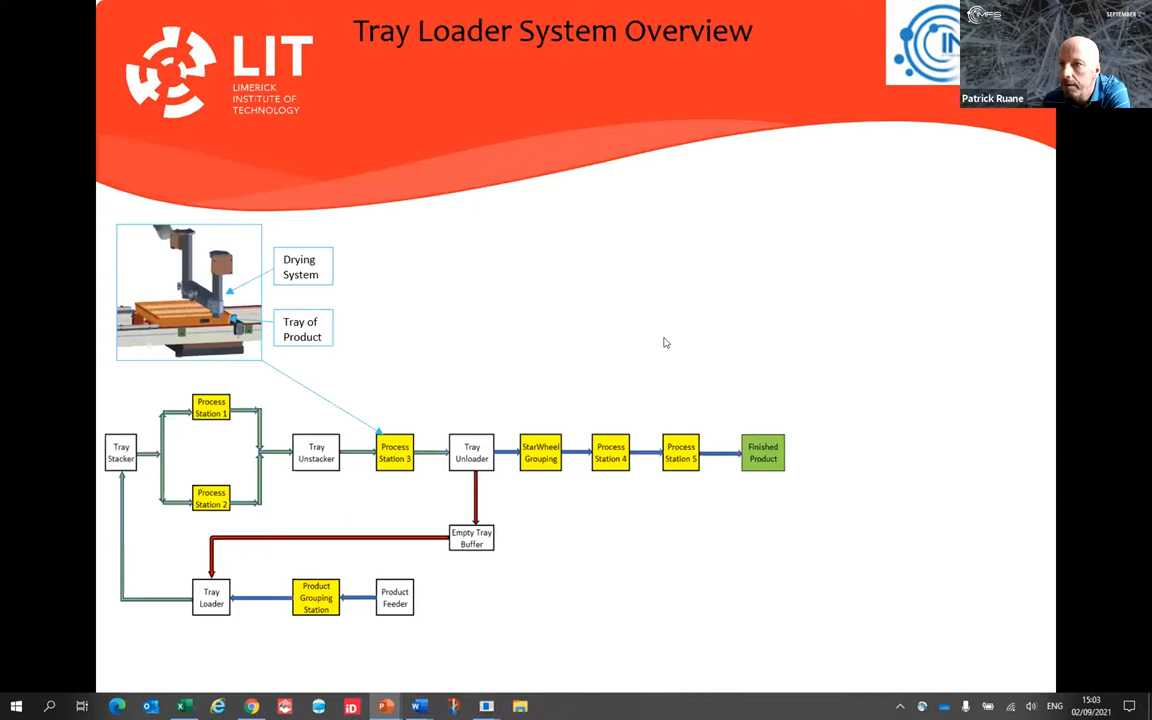 Tray Loader System Overview
LIT
LIMERICK
INSTITUTE OF
TECHNOLOGY
IMFS
SEPTEMBER 2
Patrick Ruane
Drying
System
Tray of
Product
Process
Station 1
Tray
Stacker
Process
Station 2
Tray
Unstacker
Process
Station 3
Tray
Unloader
StarWheel
Grouping
Process
Station 4
Process
Station 5
Finished
Product
Empty Tray
Buffer
Tray
Loader
Product
Grouping
Station
Product
Feeder
ENG
15:03
02/09/2021